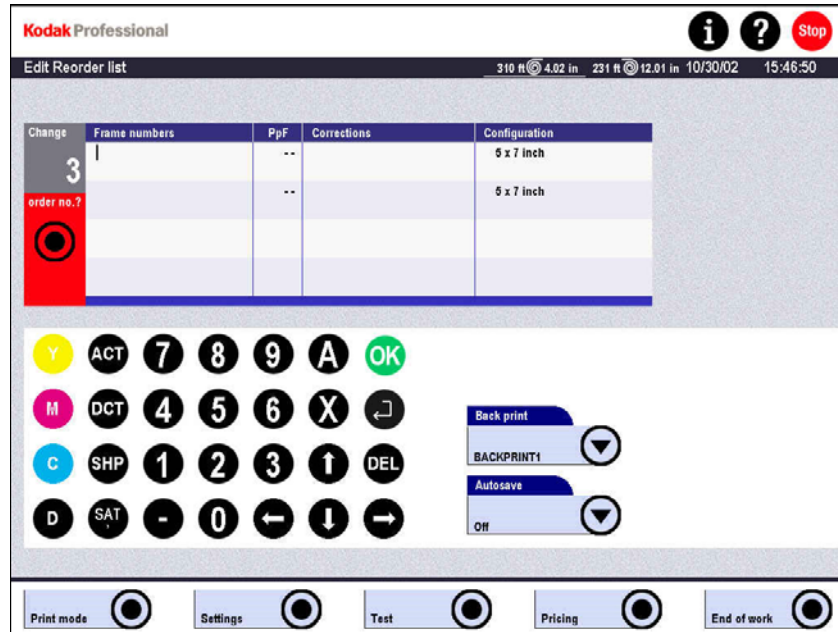 Kodak Professional
i ? Stop
Edit Reorder list 310 ft 4.02 in 231 ft 12.01 in 10/30/02 15:46:50
Change Frame numbers PpF Corrections Configuration
3 -- 5 x 7 inch
order no.? -- 5 x 7 inch
Y ACT 7 8 9 A OK
M DCT 4 5 6 X
C SHP 1 2 3 DEL
D SAT - 0
Back print
BACKPRINT1
Autosave
Off
Print mode Settings Test Pricing End of work